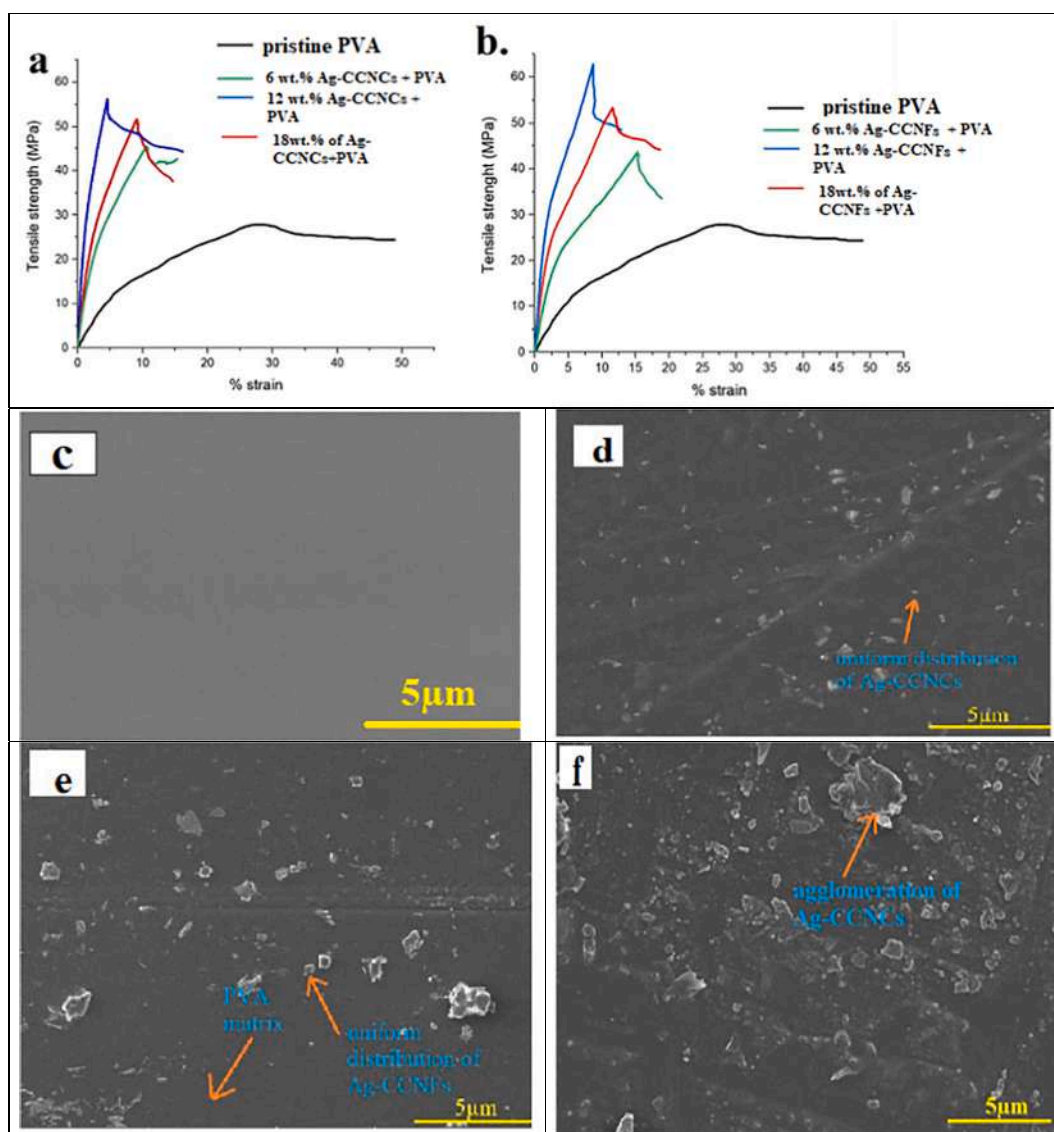 a
pristine PVA
6 wt.% Ag-CCNCs + PVA
12 wt.% Ag-CCNCs +
PVA
18wt.% of Ag-
CCNCs+PVA
Tensile strength (MPa)
60
50
40
30
20
10
0
0
10
20
30
40
50
% strain
b.
pristine PVA
6 wt.% Ag-CCNFs + PVA
12 wt.% Ag-CCNFs +
PVA
18wt.% of Ag-
CCNFs +PVA
Tensile strenght (MPa)
60
50
40
30
20
10
0
0
5
10
15
20
25
30
35
40
45
50
55
% strain
c
5µm
d
uniform distribusion
of Ag-CCNCs
5µm
e
PVA
matrix
uniform
distribution of
Ag-CCNFs
5µm
f
agglomeration of
Ag-CCNCs
5µm